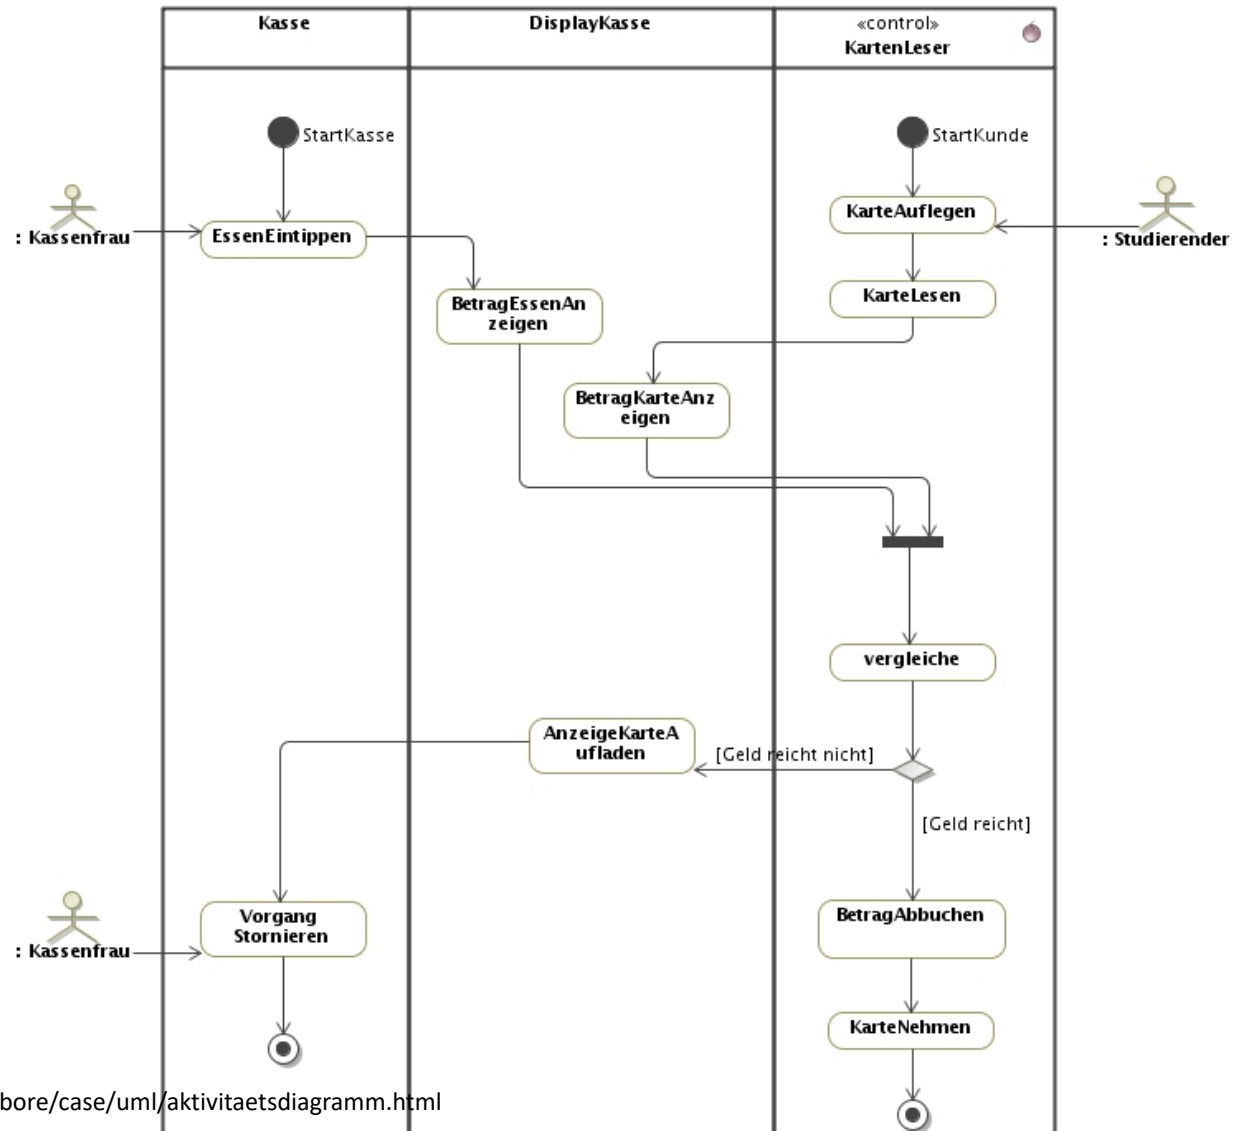 Kasse
DisplayKasse
«control»
KartenLeser
StartKasse
StartKunde
: Kassenfrau
EssenEintippen
KarteAuflegen
: Studierender
BetragEssenAn
zeigen
KarteLesen
BetragKarteAnz
eigen
vergleiche
AnzeigeKarteA
ufladen
[Geld reicht nicht]
[Geld reicht]
: Kassenfrau
Vorgang
Stornieren
BetragAbbuchen
KarteNehmen
bore/case/uml/aktivitaetsdiagramm.html